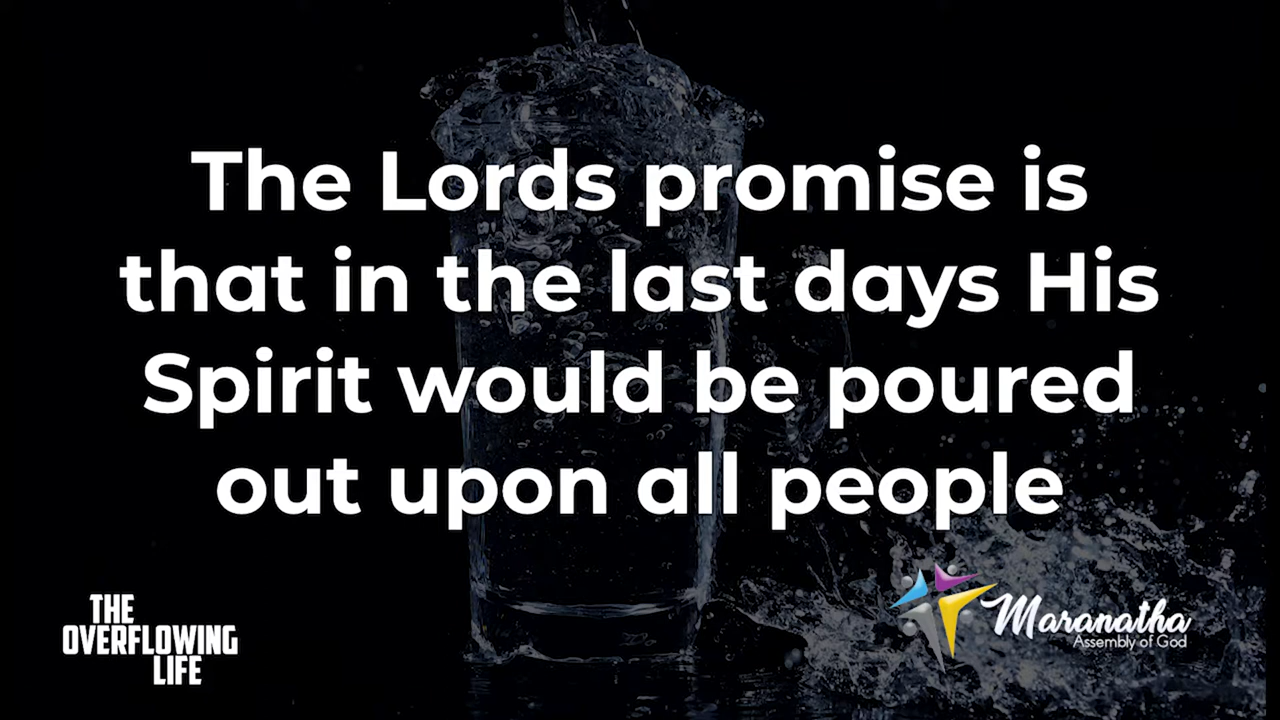 The Lords promise is
that in the last days His
Spirit would be poured
out upon all people
THE
OVERFLOWING
LIFE
Maranatha
Assembly of God